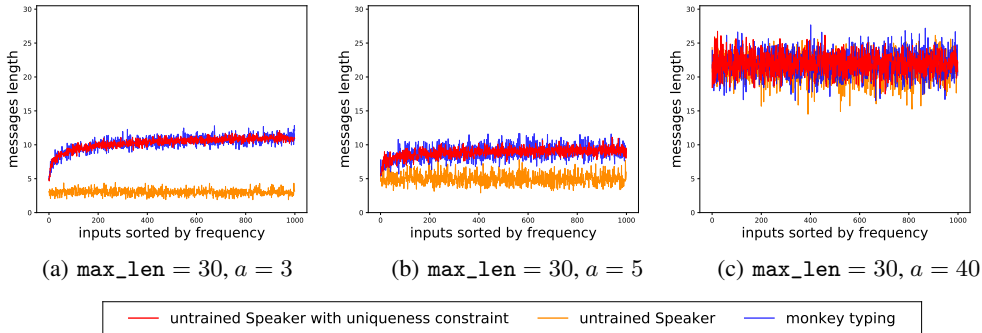 messages length
30
25
20
15
10
5
0
0 200 400 600 800 1000
inputs sorted by frequency
(a) max_len = 30, a = 3
messages length
30
25
20
15
10
5
0
0 200 400 600 800 1000
inputs sorted by frequency
(b) max_len = 30, a = 5
messages length
30
25
20
15
10
5
0
0 200 400 600 800 1000
inputs sorted by frequency
(c) max_len = 30, a = 40
untrained Speaker with uniqueness constraint untrained Speaker monkey typing